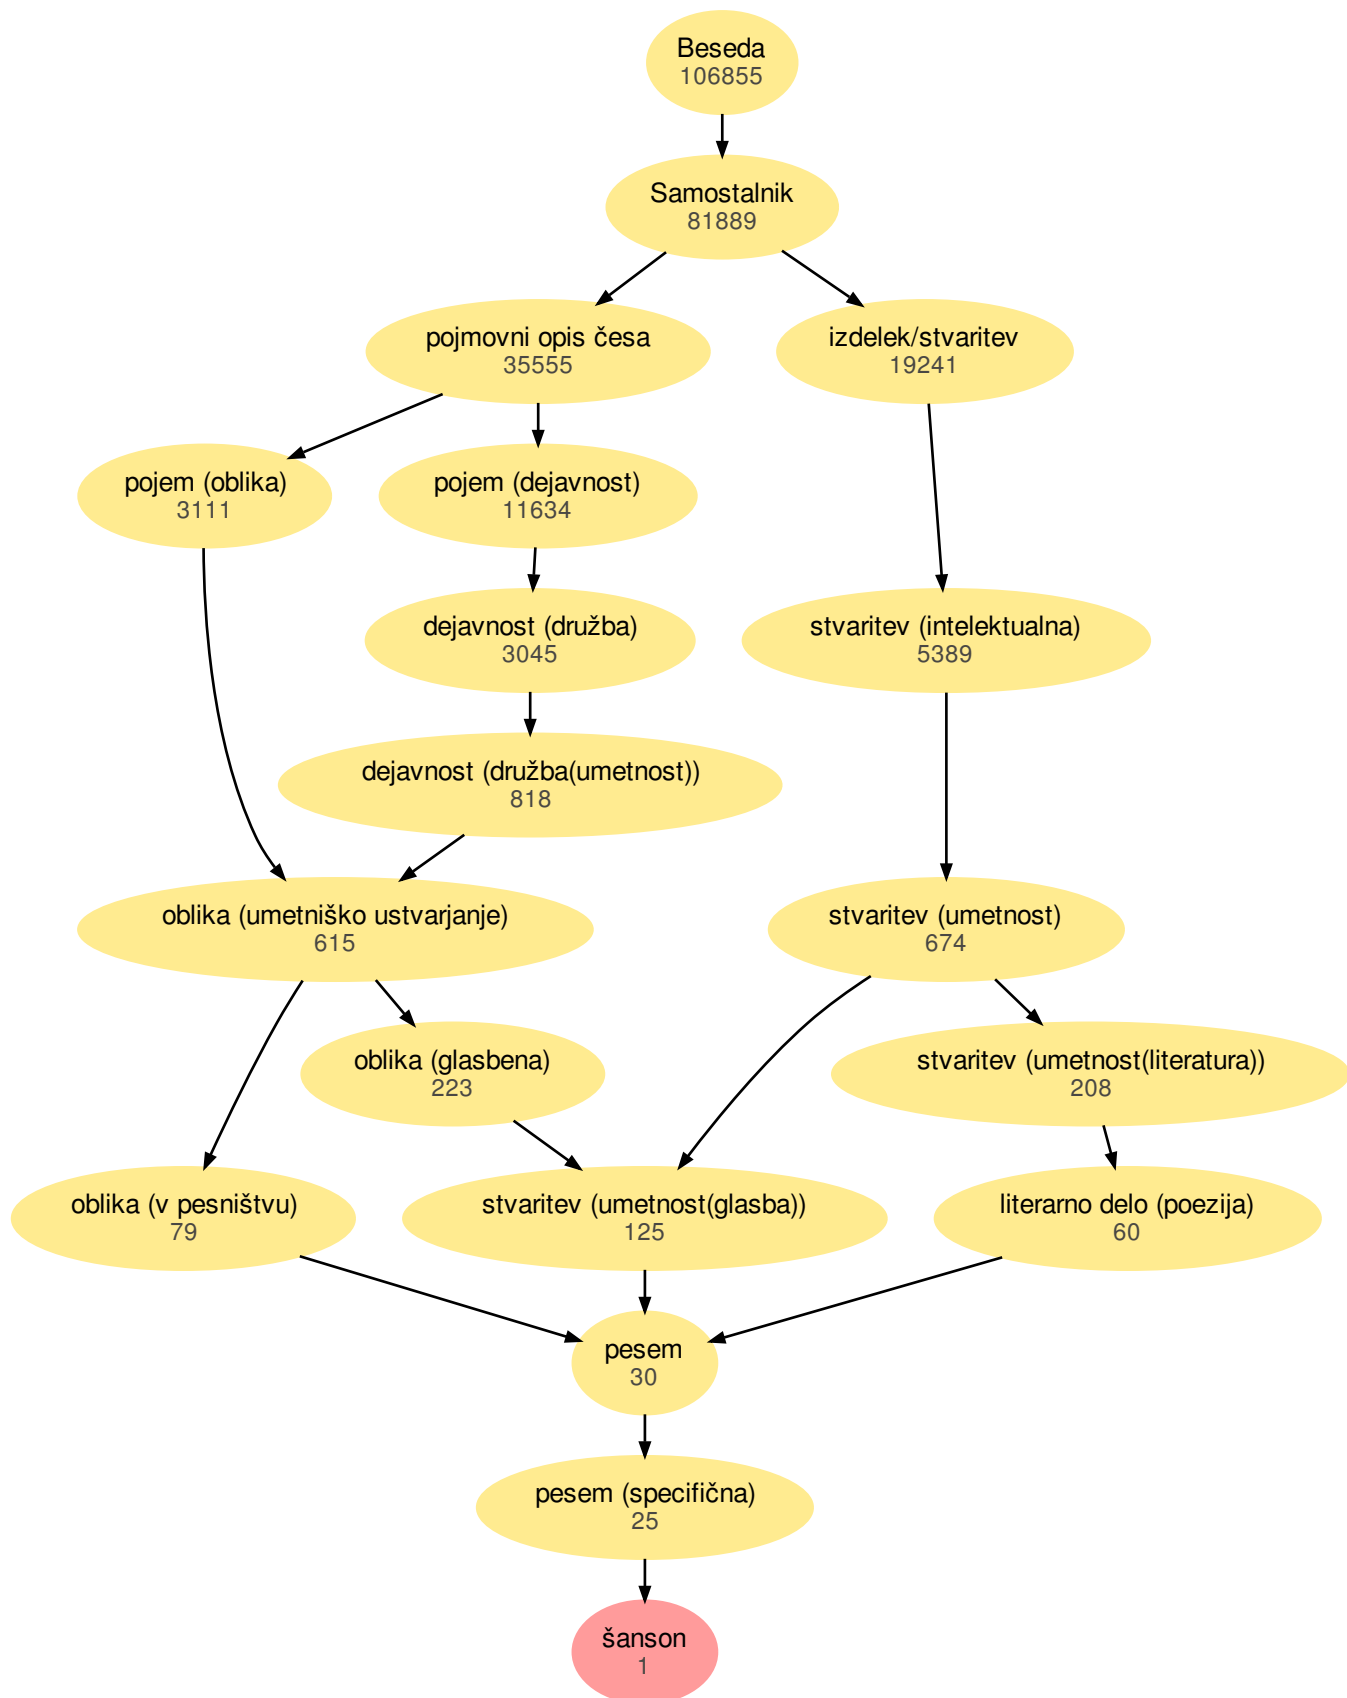 Beseda
106855
Samostalnik
81889
pojmovni opis česa
35555
izdelek/stvaritev
19241
pojem (oblika)
3111
pojem (dejavnost)
11634
dejavnost (družba)
3045
stvaritev (intelektualna)
5389
dejavnost (družba(umetnost))
818
oblika (umetniško ustvarjanje)
615
stvaritev (umetnost)
674
oblika (glasbena)
223
stvaritev (umetnost(literatura))
208
oblika (v pesništvu)
79
stvaritev (umetnost(glasba))
125
literarno delo (poezija)
60
pesem
30
pesem (specifična)
25
šanson
1